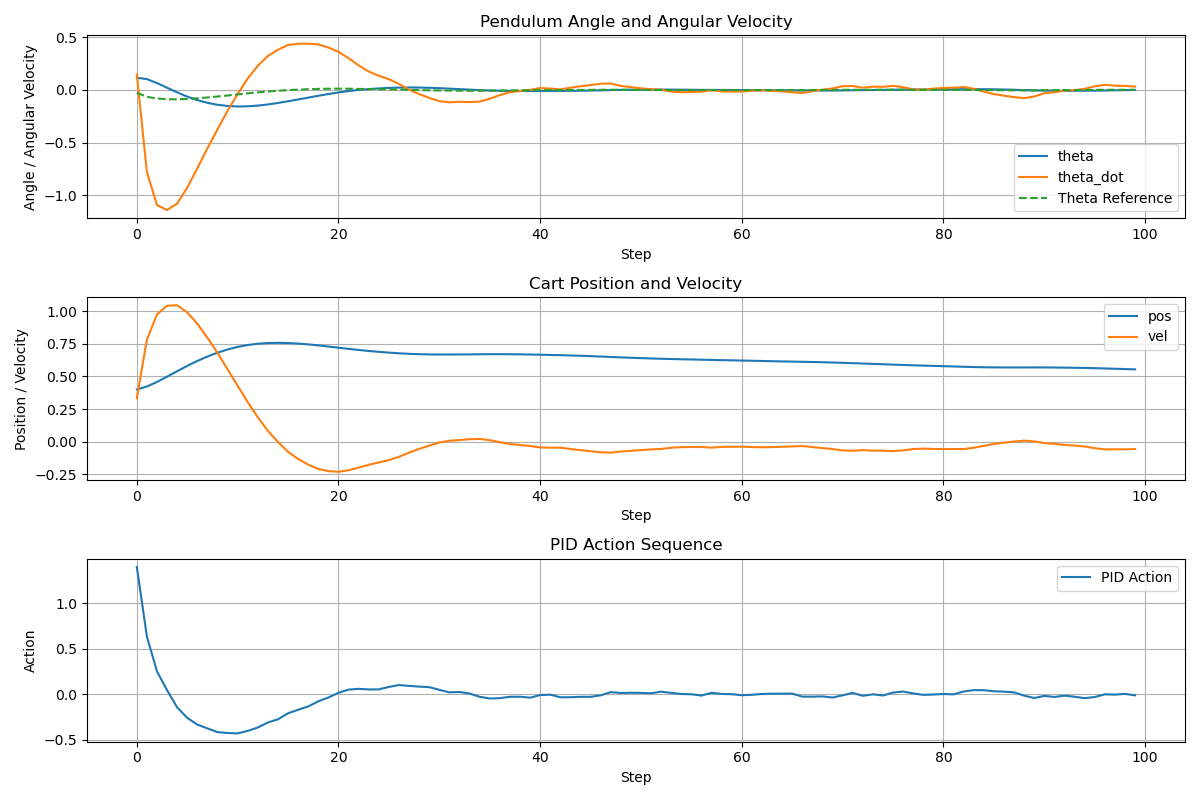 Pendulum Angle and Angular Velocity
Angle / Angular Velocity
0.5
0.0
−0.5
−1.0
theta
theta_dot
Theta Reference
0 20 40 60 80 100
Step
Cart Position and Velocity
Position / Velocity
1.00
0.75
0.50
0.25
0.00
−0.25
pos
vel
0 20 40 60 80 100
Step
PID Action Sequence
Action
1.0
0.5
0.0
−0.5
PID Action
0 20 40 60 80 100
Step